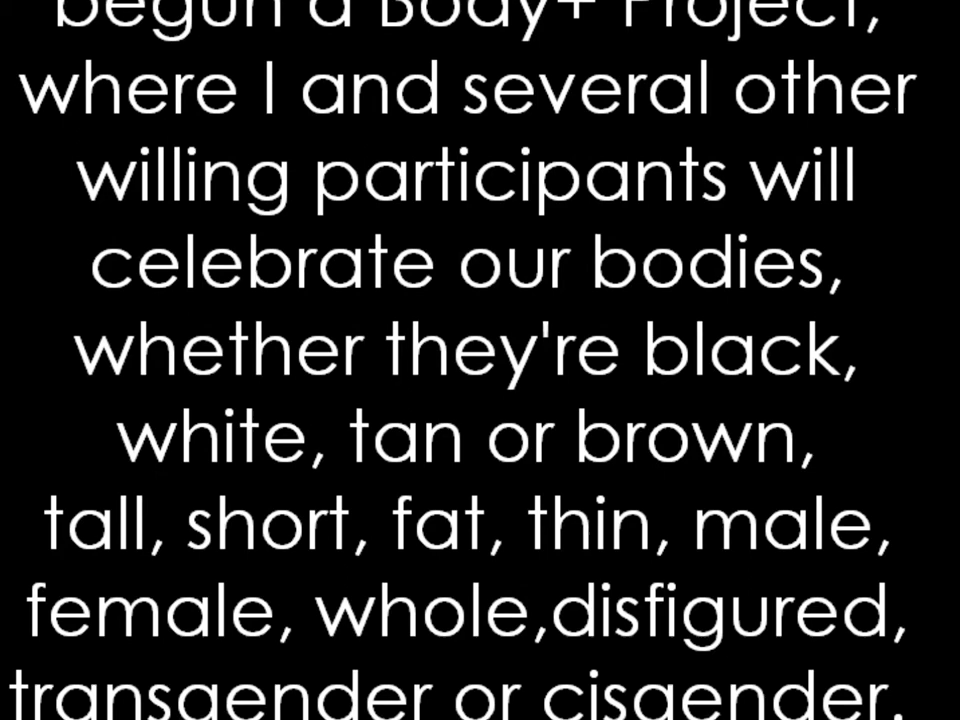 begun a Body+ Project,
where I and several other
willing participants will
celebrate our bodies,
whether they're black,
white, tan or brown,
tall, short, fat, thin, male,
female, whole,disfigured,
transgender or cisgender.